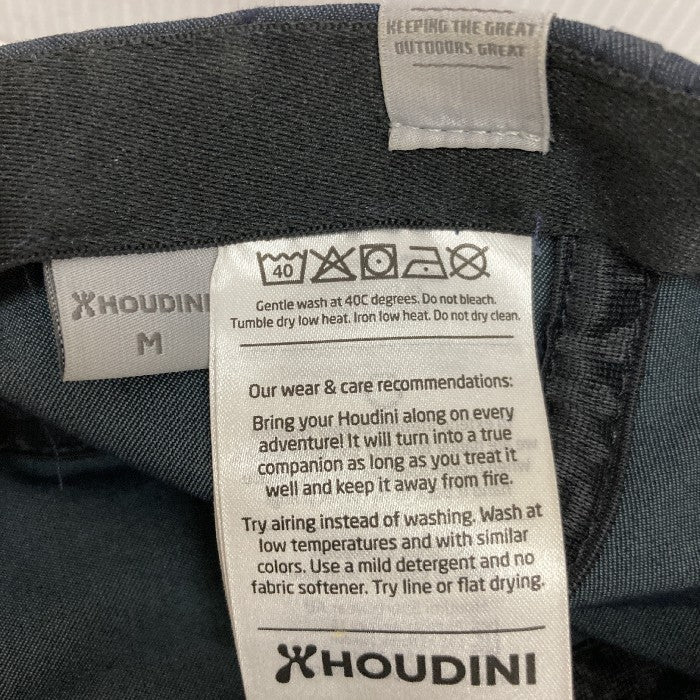 KEEPING THE GREAT
OUTDOORS GREAT
HOUDINI
M
40
Gentle wash at 40C degrees. Do not bleach.
Tumble dry low heat. Iron low heat. Do not dry clean.
Our wear & care recommendations:
Bring your Houdini along on every
adventure! It will turn into a true
companion as long as you treat it
well and keep it away from fire.
Try airing instead of washing. Wash at
low temperatures and with similar
colors. Use a mild detergent and no
fabric softener. Try line or flat drying.
HOUDINI